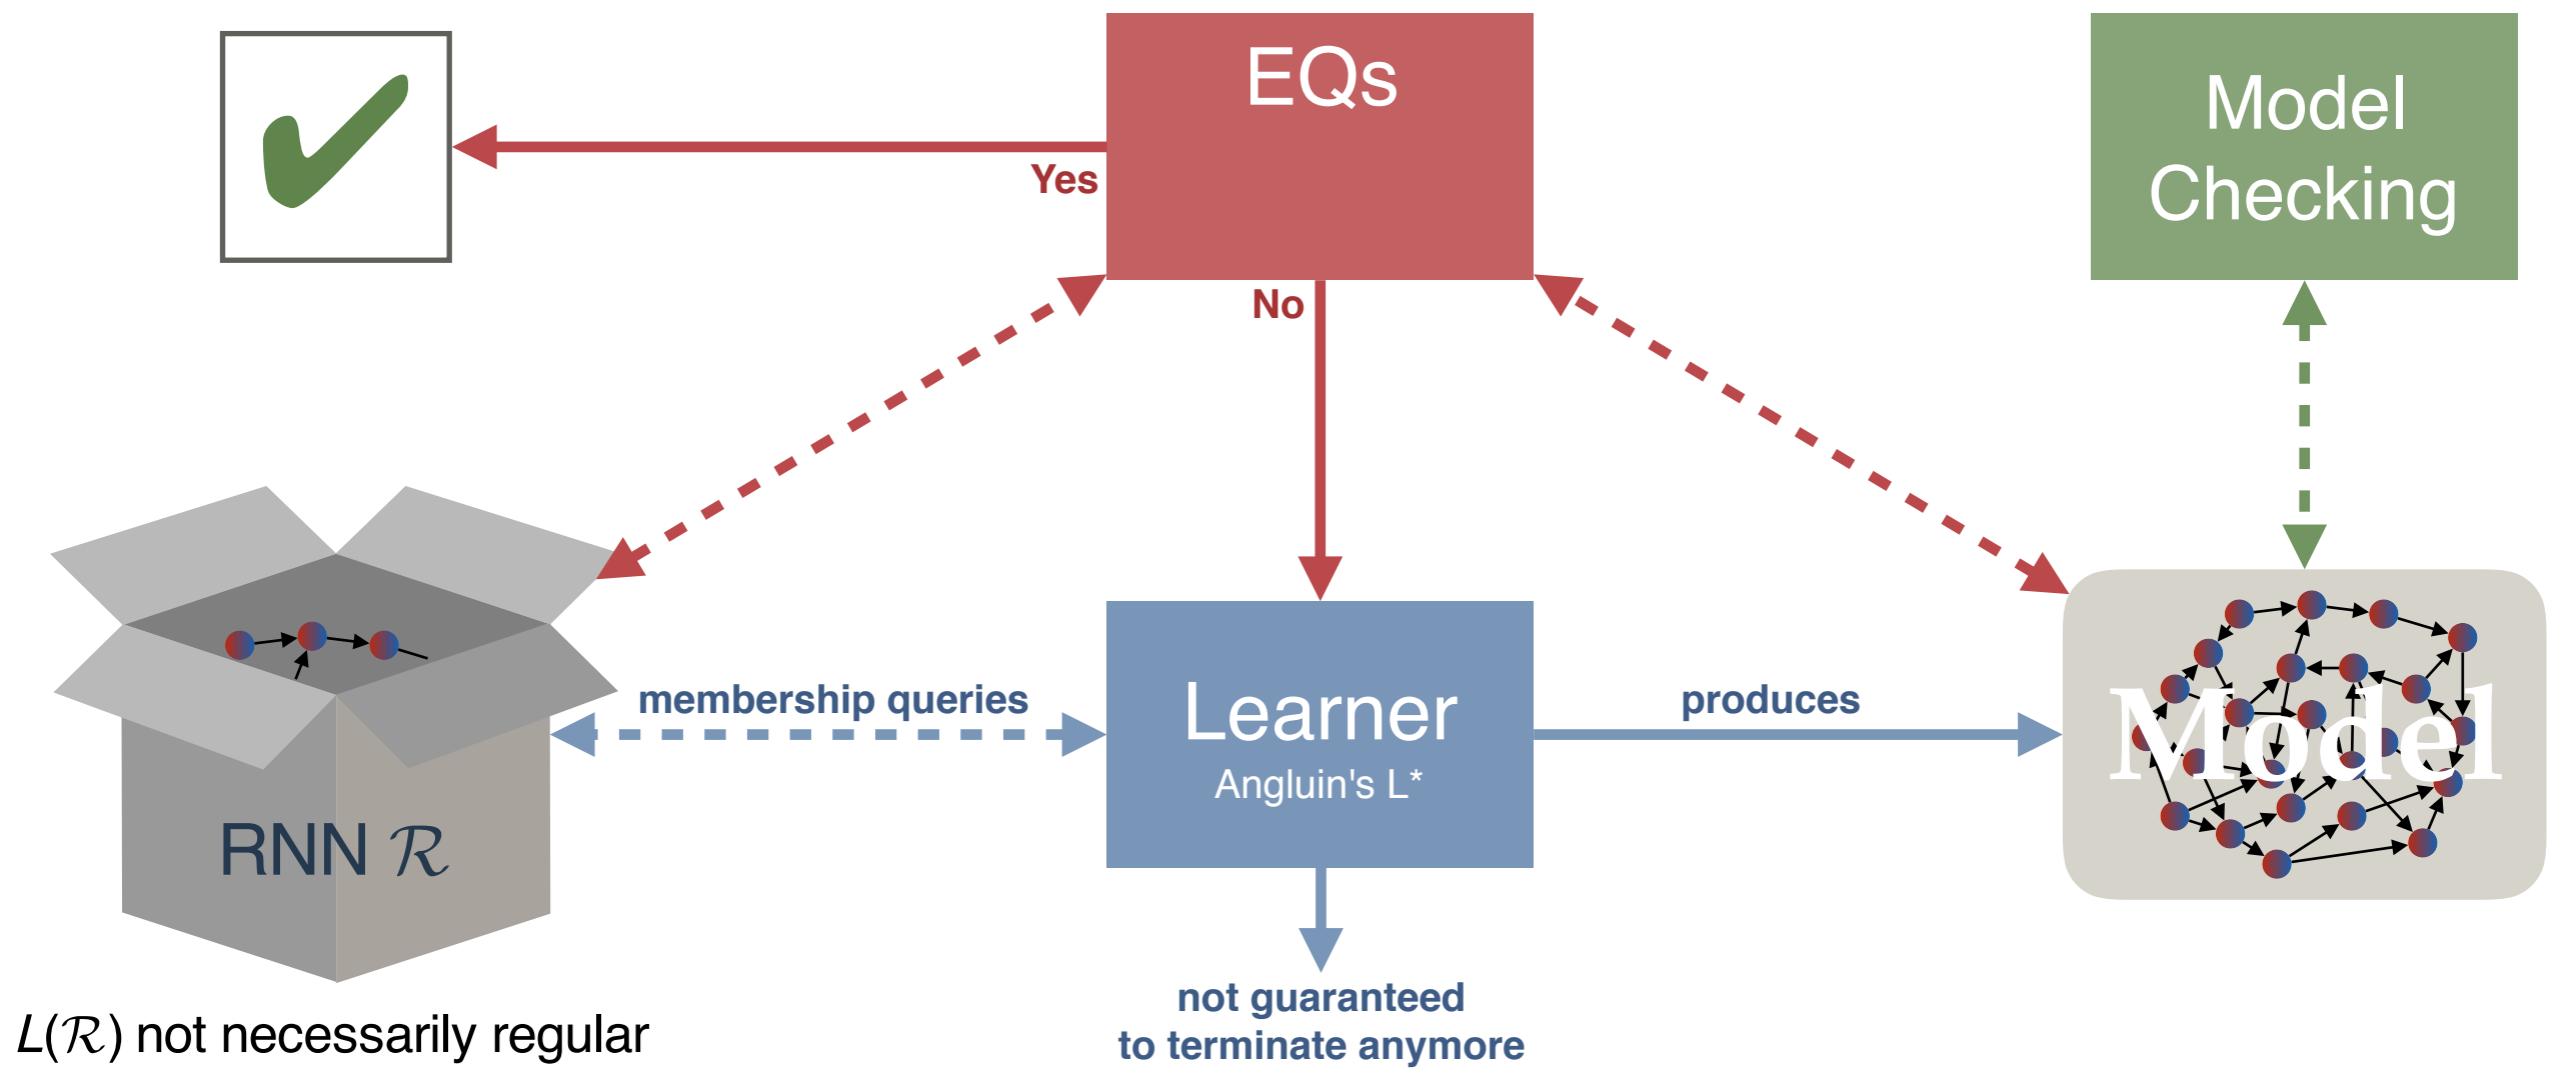 EQs
Model
Checking
Yes
No
membership queries
Learner
Angluin's L*
produces
Model
RNN ℛ
not guaranteed
to terminate anymore
L(ℛ) not necessarily regular